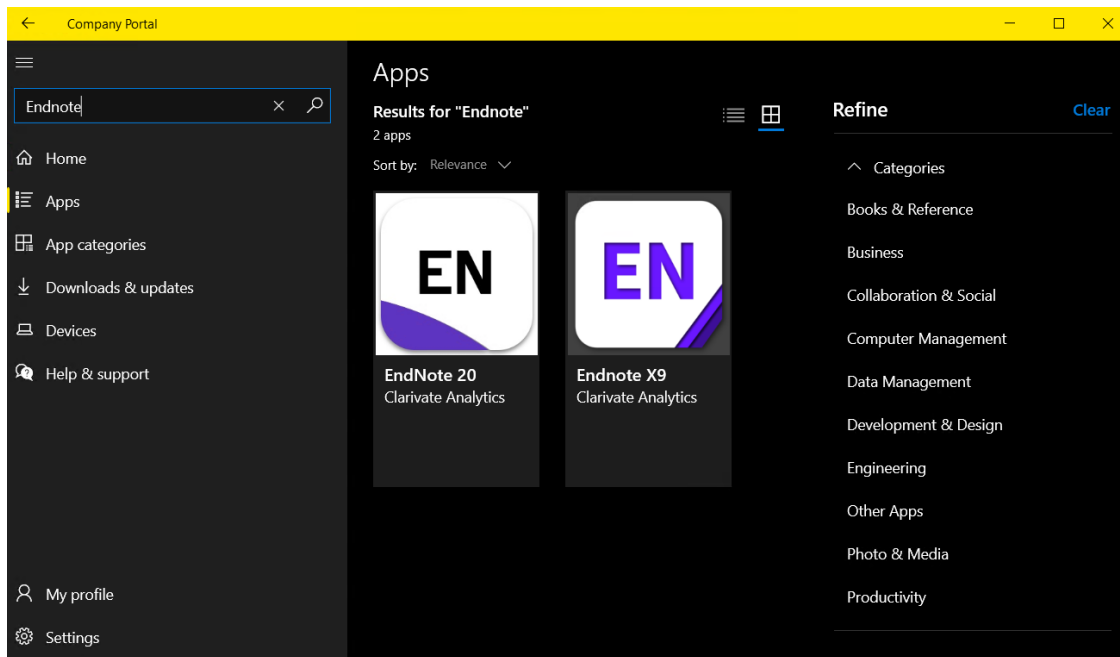 Company Portal
Endnote
Home
Apps
App categories
Downloads & updates
Devices
Help & support
My profile
Settings
Apps
Results for "Endnote"
2 apps
Sort by: Relevance
EN
EndNote 20
Clarivate Analytics
EN
Endnote X9
Clarivate Analytics
Refine Clear
Categories
Books & Reference
Business
Collaboration & Social
Computer Management
Data Management
Development & Design
Engineering
Other Apps
Photo & Media
Productivity